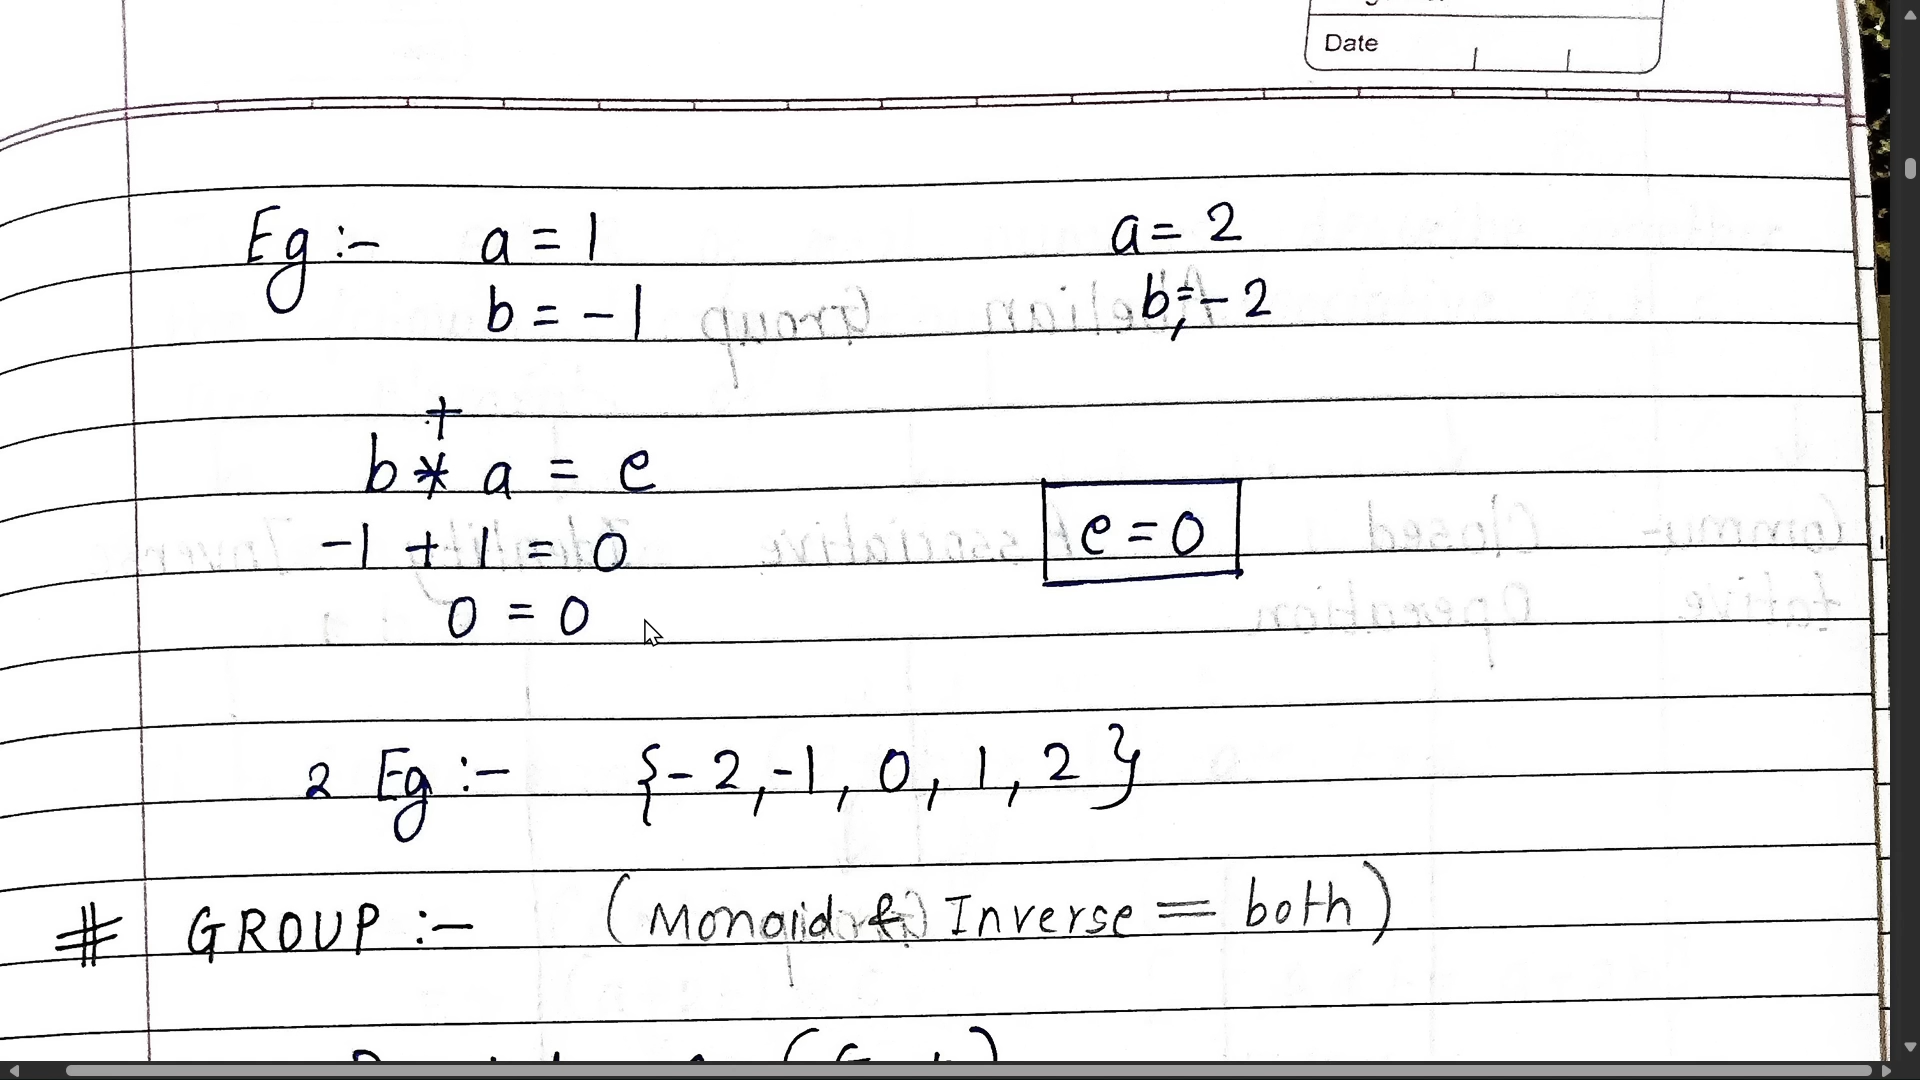 Date
Eg :- a = 1 a = 2
b = -1 b = -2
+
b * a = e
-1 + 1 = 0 e = 0
0 = 0
2 Eg :- {-2, -1, 0, 1, 2}
# GROUP :- (Monoid & Inverse = both)